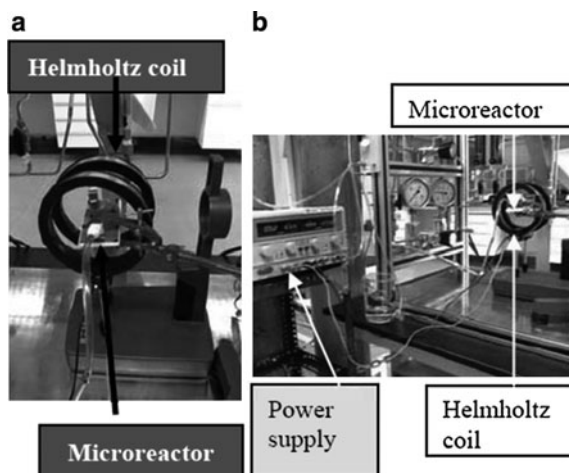 a
Helmholtz coil
Microreactor
b
Microreactor
Power
supply
Helmholtz
coil